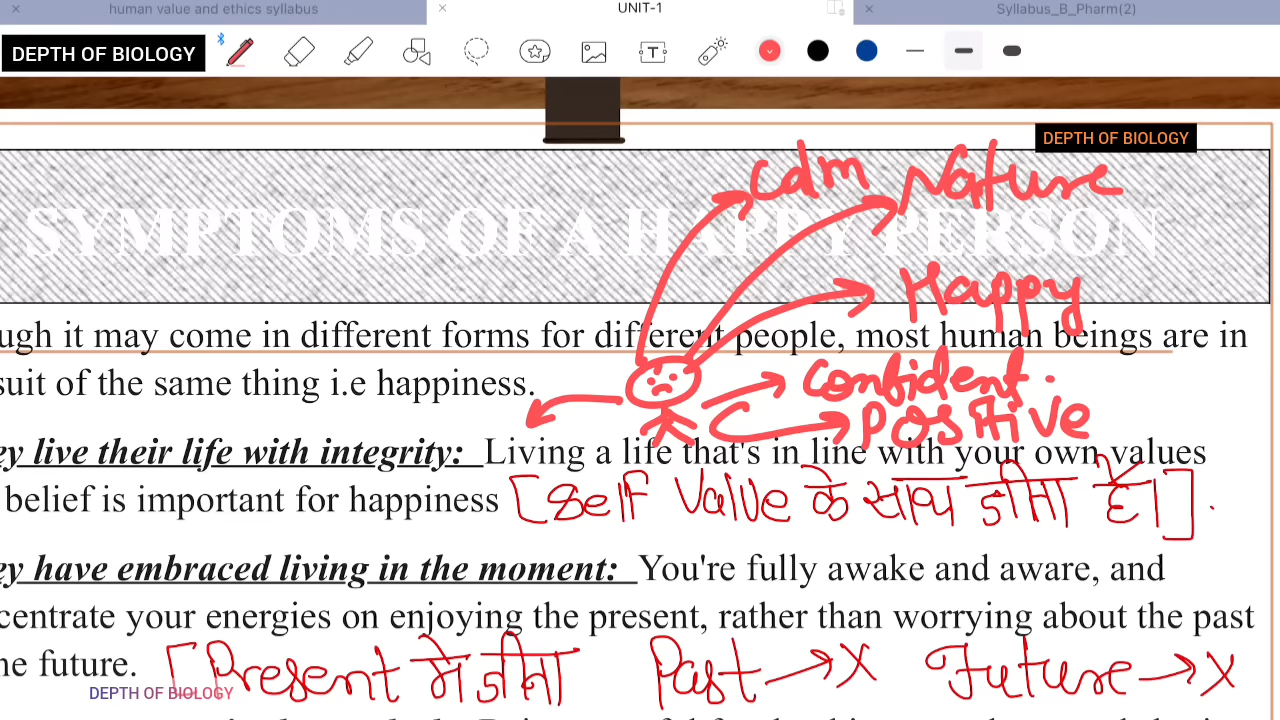 human value and ethics syllabus
UNIT-1
Syllabus_B_Pharm(2)
DEPTH OF BIOLOGY
T
DEPTH OF BIOLOGY
calm Nature
SYMPTOMS OF A HAPPY PERSON
Happy
ugh it may come in different forms for different people, most human beings are in
suit of the same thing i.e happiness.
confident.
positive
ey live their life with integrity: Living a life that's in line with your own values
belief is important for happiness [Self Value के साथ जीना है।].
ey have embraced living in the moment: You're fully awake and aware, and
centrate your energies on enjoying the present, rather than worrying about the past
he future. [Present मे जीना Past → X Future → X
DEPTH OF BIOLOGY